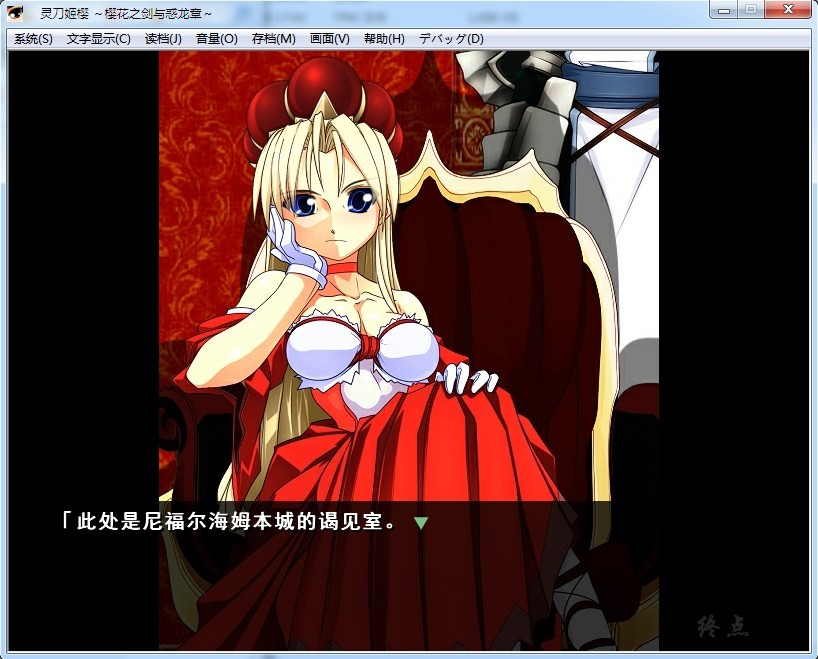 灵刀姬樱 ~樱花之剑与惑龙章~
系统(S) 文字显示(C) 读档(J) 音量(O) 存档(M) 画面(V) 帮助(H) デバッグ(D)
「此处是尼福尔海姆本城的谒见室。
终点